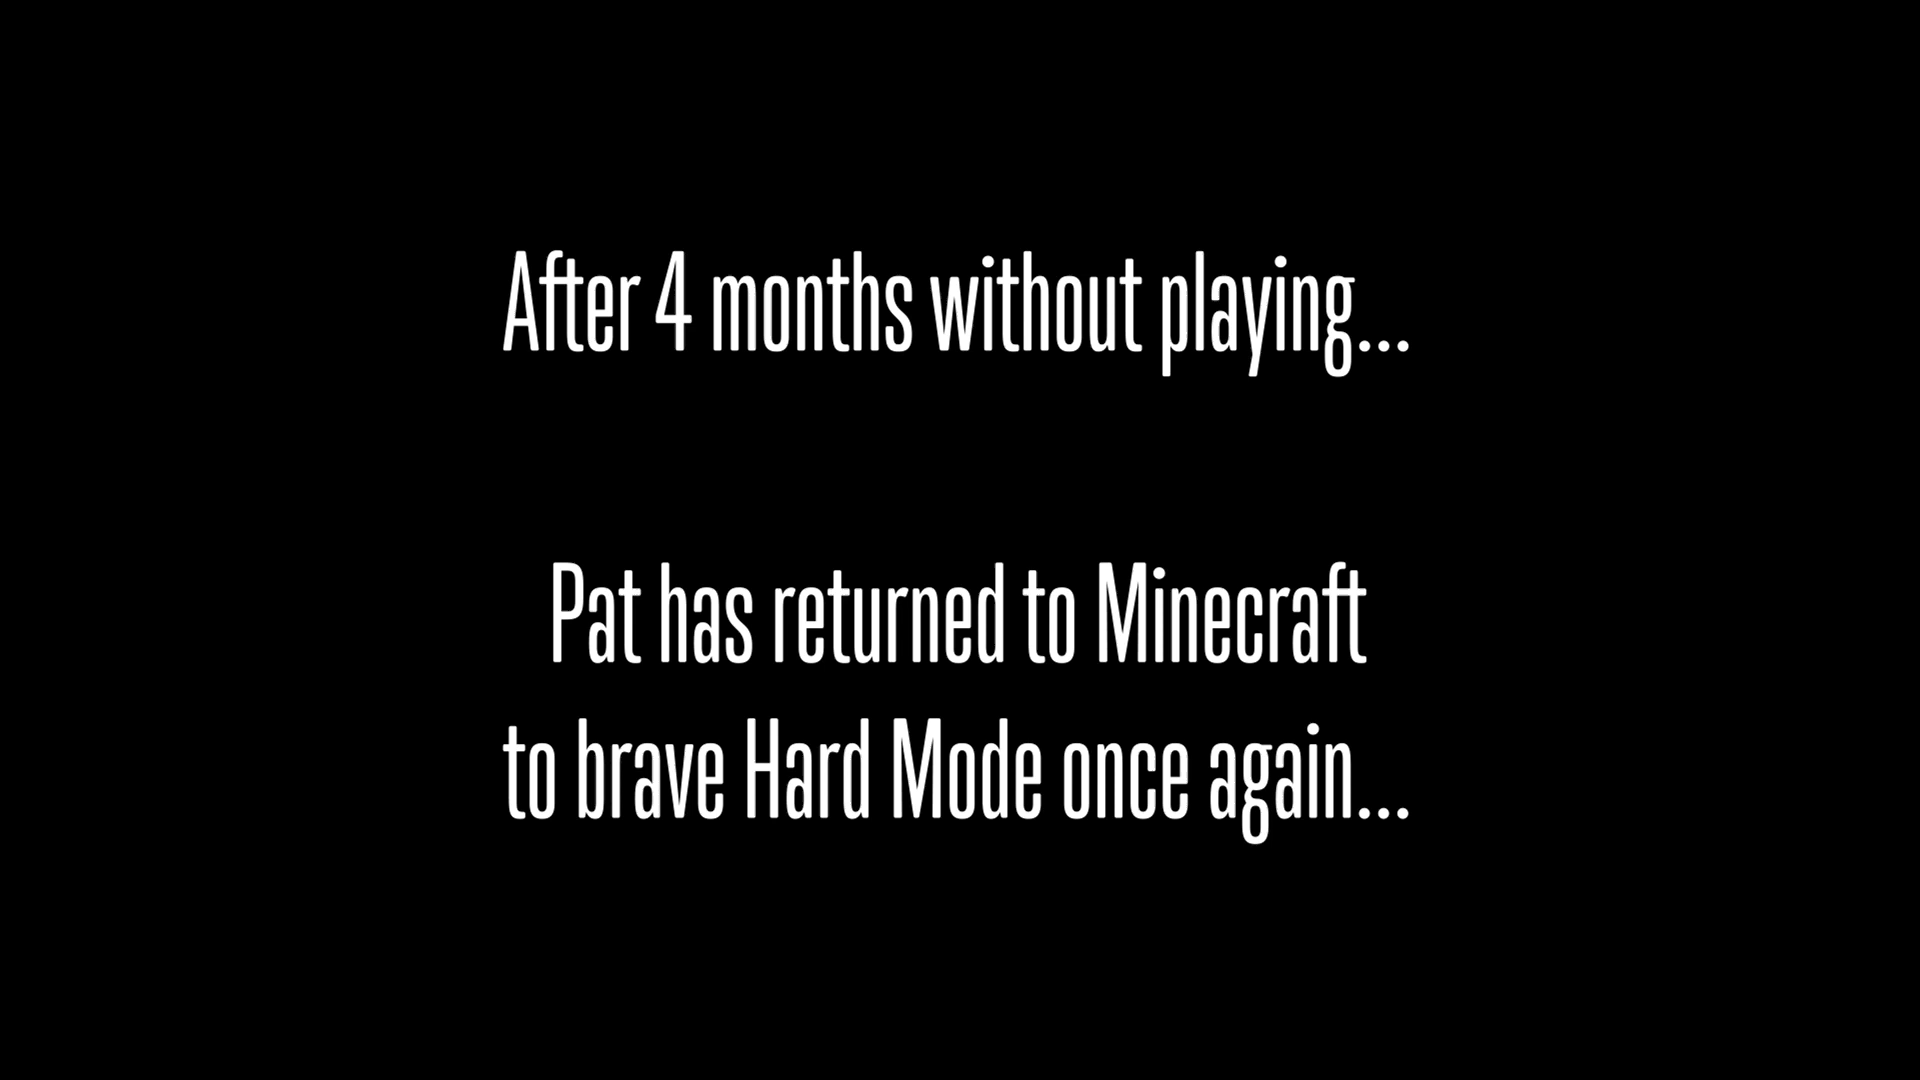 After 4 months without playing...
Pat has returned to Minecraft
to brave Hard Mode once again...